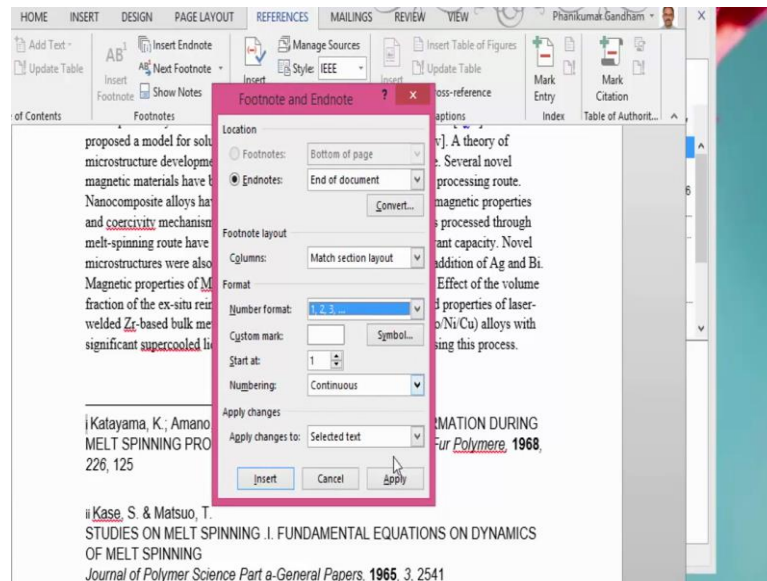 HOME INSERT DESIGN PAGE LAYOUT REFERENCES MAILINGS REVIEW VIEW Phanikumar Gandham
Add Text
Update Table
of Contents
AB1
Insert Footnote
Insert Endnote
Next Footnote
Show Notes
Footnotes
Insert
Manage Sources
Style: IEEE
Insert
Insert Table of Figures
Update Table
ross-reference
aptions
Mark Entry
Index
Mark Citation
Table of Authorit...
Footnote and Endnote ? x
Location
Footnotes: Bottom of page
Endnotes: End of document
Convert...
Footnote layout
Columns: Match section layout
Format
Number format: 1, 2, 3, ...
Custom mark: Symbol...
Start at: 1
Numbering: Continuous
Apply changes
Apply changes to: Selected text
Insert Cancel Apply
proposed a model for solu v]. A theory of
microstructure developme e. Several novel
magnetic materials have b processing route.
Nanocomposite alloys hav magnetic properties
and coercivity mechanism s processed through
melt-spinning route have rant capacity. Novel
microstructures were also addition of Ag and Bi.
Magnetic properties of M Effect of the volume
fraction of the ex-situ rein d properties of laser-
welded Zr-based bulk me o/Ni/Cu) alloys with
significant supercooled li sing this process.
i Katayama, K.; Amano RMATION DURING
MELT SPINNING PRO Fur Polymere, 1968,
226, 125
ii Kase, S. & Matsuo, T.
STUDIES ON MELT SPINNING .I. FUNDAMENTAL EQUATIONS ON DYNAMICS
OF MELT SPINNING
Journal of Polymer Science Part a-General Papers, 1965, 3, 2541